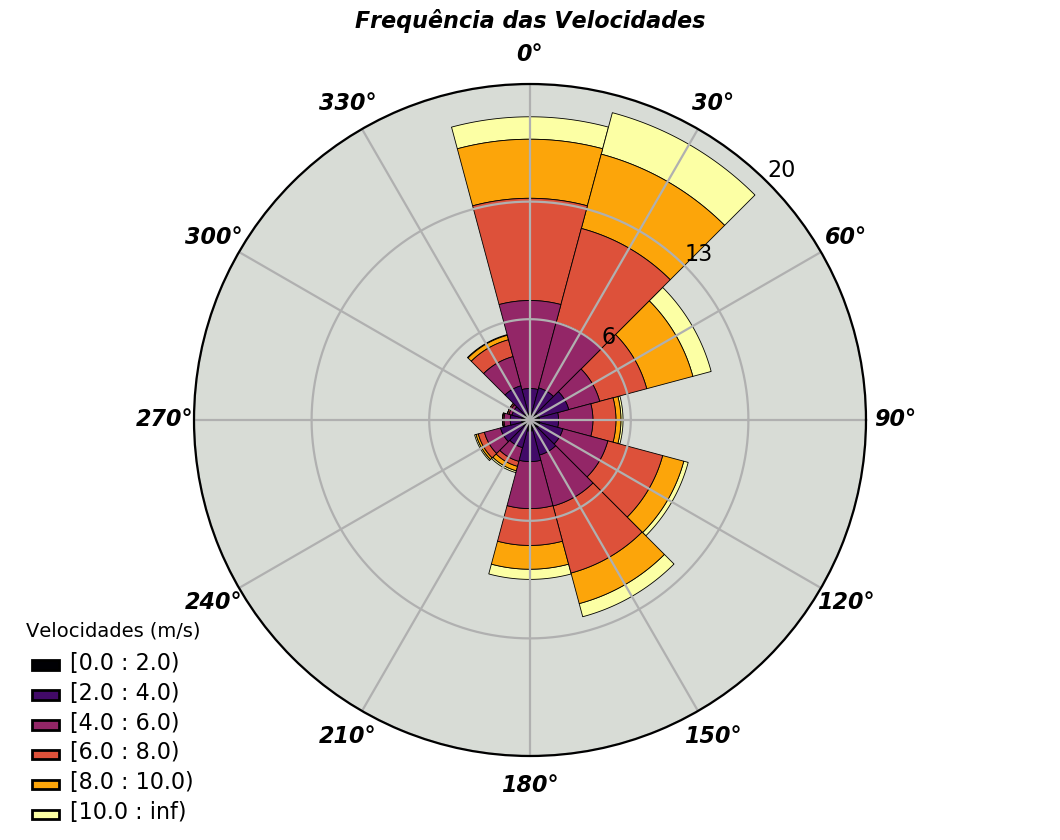 Frequência das Velocidades
0°
330°
30°
20
300°
60°
13
6
270°
90°
240°
120°
210°
150°
180°
Velocidades (m/s)
[0.0 : 2.0)
[2.0 : 4.0)
[4.0 : 6.0)
[6.0 : 8.0)
[8.0 : 10.0)
[10.0 : inf)